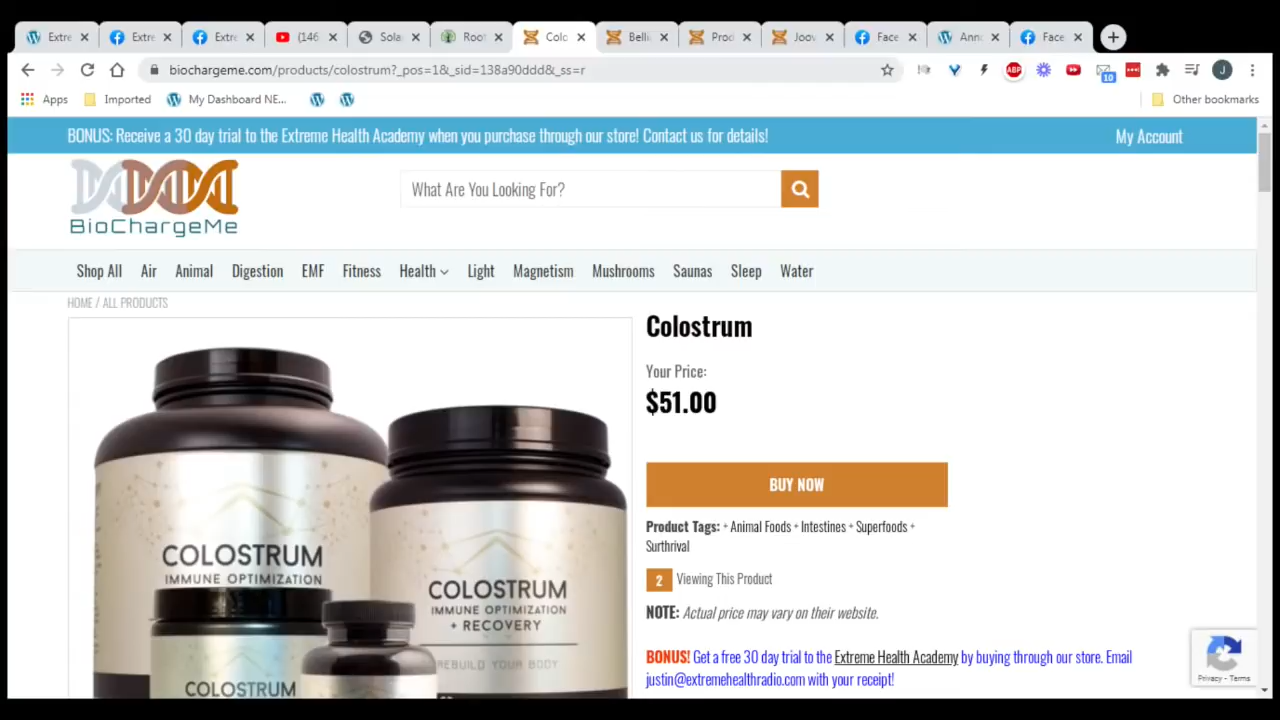 Extre
Extre
Extre
(146
Sola
Root
Colo
Belli
Prod
Joov
Face
Anno
Face
biochargeme.com/products/colostrum?_pos=1&_sid=138a90ddd&_ss=r
ABP
10
J
Apps
Imported
My Dashboard NE...
Other bookmarks
BONUS: Receive a 30 day trial to the Extreme Health Academy when you purchase through our store! Contact us for details!
My Account
BioChargeMe
What Are You Looking For?
Shop All Air Animal Digestion EMF Fitness Health Light Magnetism Mushrooms Saunas Sleep Water
HOME / ALL PRODUCTS
Colostrum
Your Price:
$51.00
BUY NOW
Product Tags: + Animal Foods + Intestines + Superfoods +
Surthrival
2 Viewing This Product
NOTE: Actual price may vary on their website.
BONUS! Get a free 30 day trial to the Extreme Health Academy by buying through our store. Email
justin@extremehealthradio.com with your receipt!
COLOSTRUM
IMMUNE OPTIMIZATION
COLOSTRUM
IMMUNE OPTIMIZATION
+ RECOVERY
REBUILD YOUR BODY
COLOSTRUM
Privacy - Terms